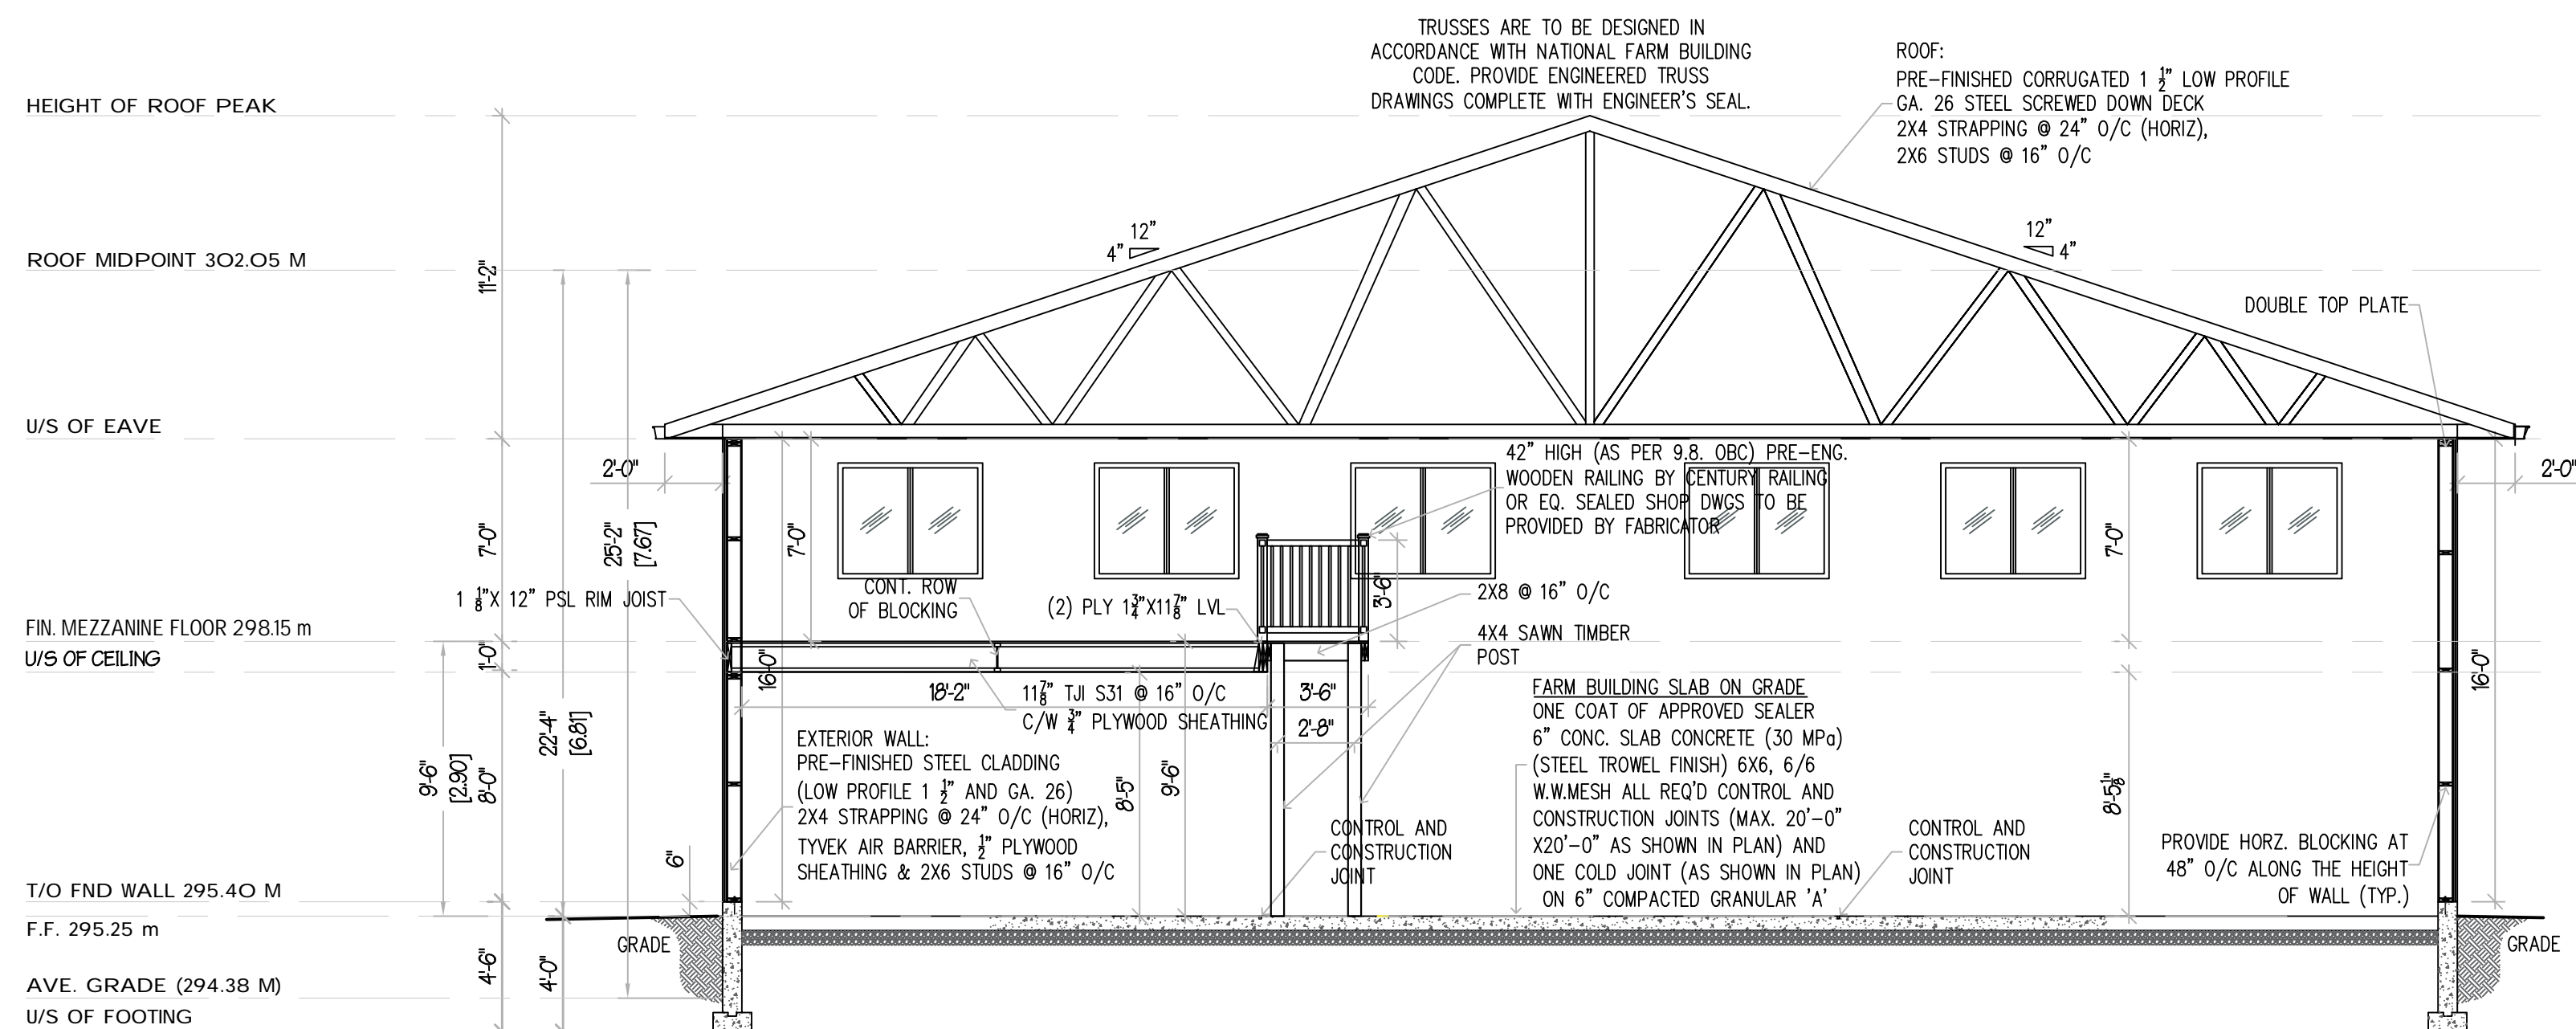 TRUSSES ARE TO BE DESIGNED IN
ACCORDANCE WITH NATIONAL FARM BUILDING
CODE. PROVIDE ENGINEERED TRUSS
DRAWINGS COMPLETE WITH ENGINEER'S SEAL.
ROOF:
PRE-FINISHED CORRUGATED 1 ½" LOW PROFILE
GA. 26 STEEL SCREWED DOWN DECK
2X4 STRAPPING @ 24" O/C (HORIZ),
2X6 STUDS @ 16" O/C
HEIGHT OF ROOF PEAK
ROOF MIDPOINT 302.05 M
U/S OF EAVE
FIN. MEZZANINE FLOOR 298.15 m
U/S OF CEILING
T/O FND WALL 295.40 M
F.F. 295.25 m
AVE. GRADE (294.38 M)
U/S OF FOOTING
11'-2"
7'-0"
1'-0"
8'-0"
4'-6"
9'-6"
[2.90]
22'-4"
[6.81]
4'-0"
25'-2"
[7.67]
6"
2'-0"
12"
4"
12"
4"
DOUBLE TOP PLATE
2'-0"
42" HIGH (AS PER 9.8. OBC) PRE-ENG.
WOODEN RAILING BY CENTURY RAILING
OR EQ. SEALED SHOP DWGS TO BE
PROVIDED BY FABRICATOR
7'-0"
16'-0"
1 ⅛"X 12" PSL RIM JOIST
CONT. ROW
OF BLOCKING
(2) PLY 1¾"X11⅞" LVL
3'-6"
2X8 @ 16" O/C
4X4 SAWN TIMBER
POST
18'-2"
11⅞" TJI S31 @ 16" O/C
C/W ¾" PLYWOOD SHEATHING
3'-6"
2'-8"
8'-5"
9'-6"
EXTERIOR WALL:
PRE-FINISHED STEEL CLADDING
(LOW PROFILE 1 ½" AND GA. 26)
2X4 STRAPPING @ 24" O/C (HORIZ),
TYVEK AIR BARRIER, ½" PLYWOOD
SHEATHING & 2X6 STUDS @ 16" O/C
CONTROL AND
CONSTRUCTION
JOINT
FARM BUILDING SLAB ON GRADE
ONE COAT OF APPROVED SEALER
6" CONC. SLAB CONCRETE (30 MPa)
(STEEL TROWEL FINISH) 6X6, 6/6
W.W.MESH ALL REQ'D CONTROL AND
CONSTRUCTION JOINTS (MAX. 20'-0"
X20'-0" AS SHOWN IN PLAN) AND
ONE COLD JOINT (AS SHOWN IN PLAN)
ON 6" COMPACTED GRANULAR 'A'
CONTROL AND
CONSTRUCTION
JOINT
7'-0"
8'-5⅛"
16'-0"
PROVIDE HORZ. BLOCKING AT
48" O/C ALONG THE HEIGHT
OF WALL (TYP.)
GRADE
GRADE